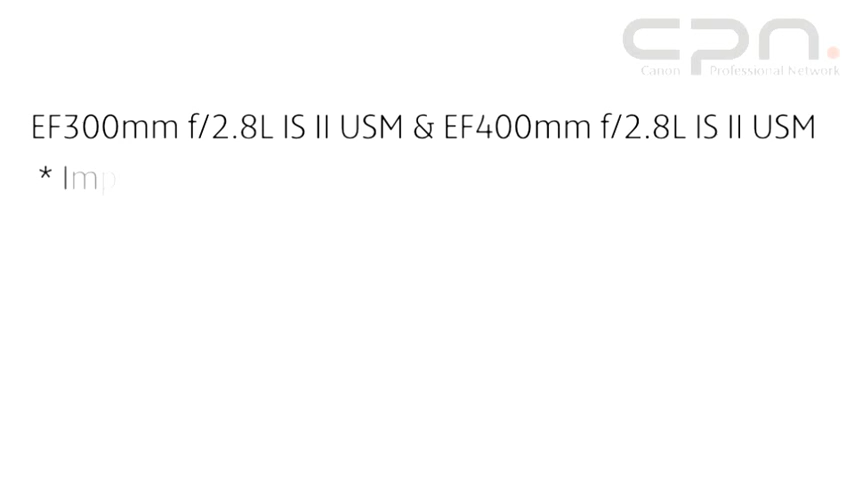 cpn.
Canon Professional Network
EF300mm f/2.8L IS II USM & EF400mm f/2.8L IS II USM
* Imp